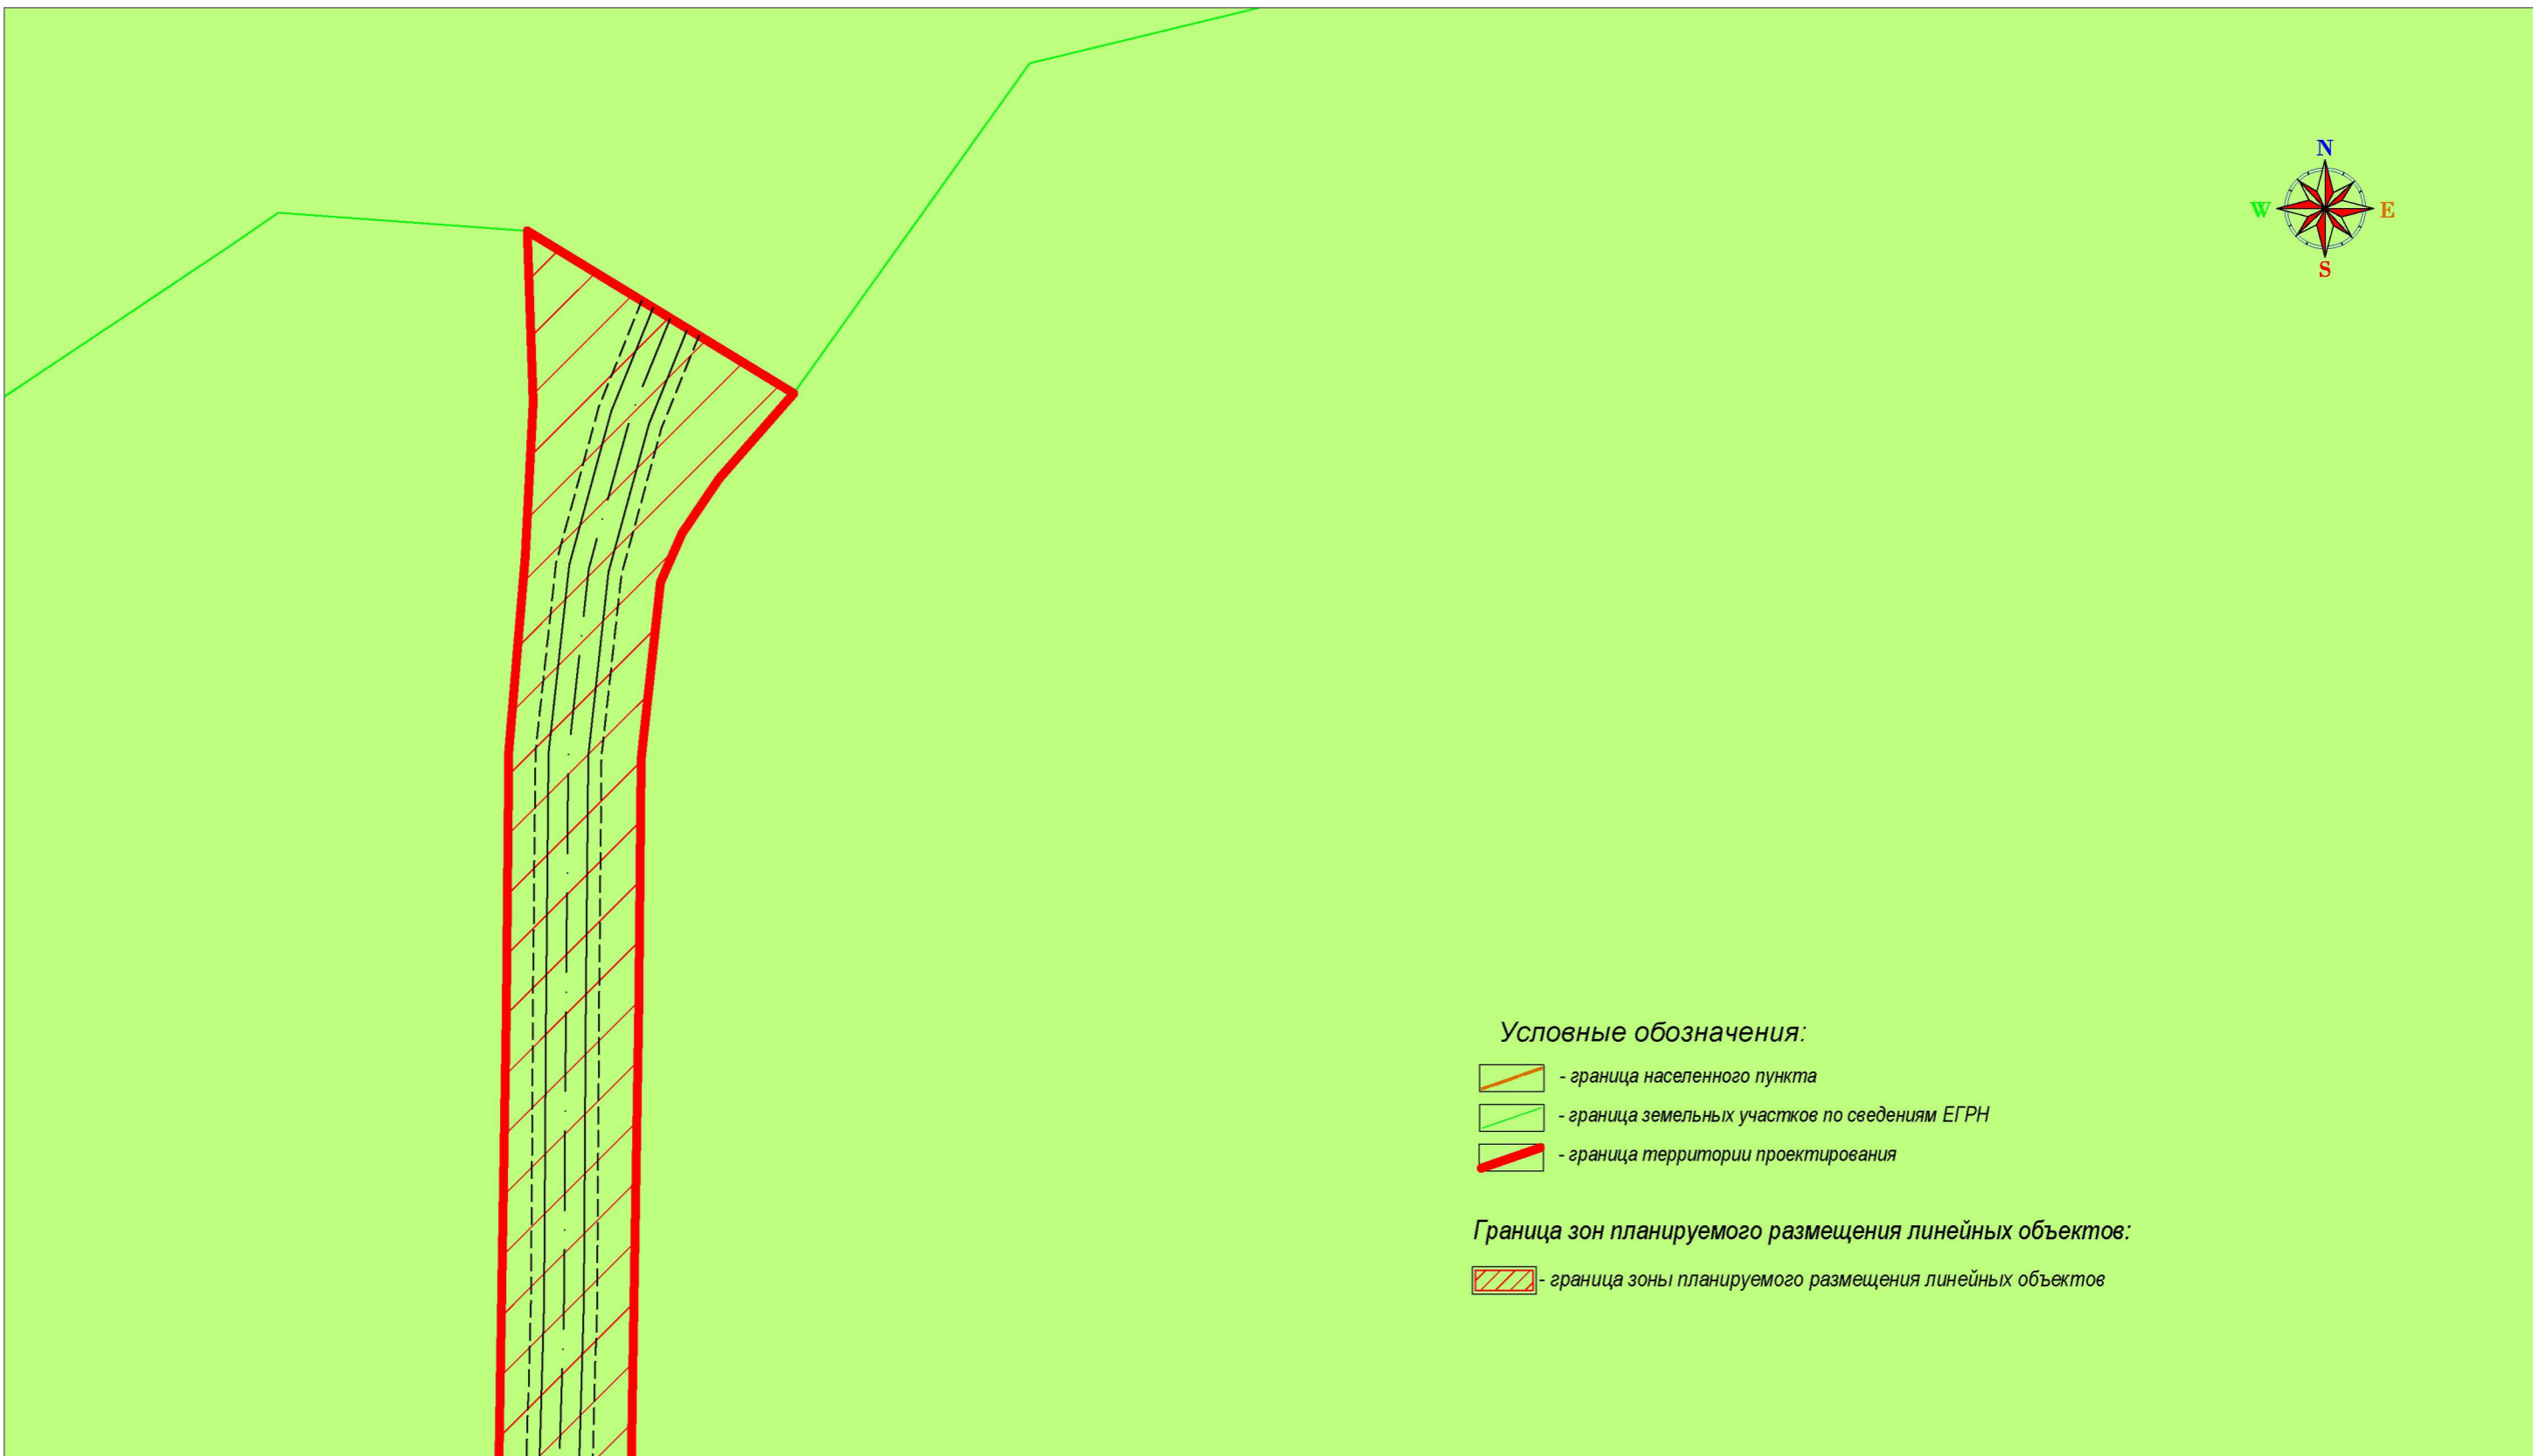 N
W E
S
Условные обозначения:
- граница населенного пункта
- граница земельных участков по сведениям ЕГРН
- граница территории проектирования
Граница зон планируемого размещения линейных объектов:
- граница зоны планируемого размещения линейных объектов